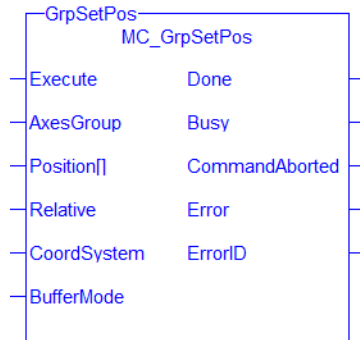 GrpSetPos
MC_GrpSetPos
Execute Done
AxesGroup Busy
Position[] CommandAborted
Relative Error
CoordSystem ErrorID
BufferMode